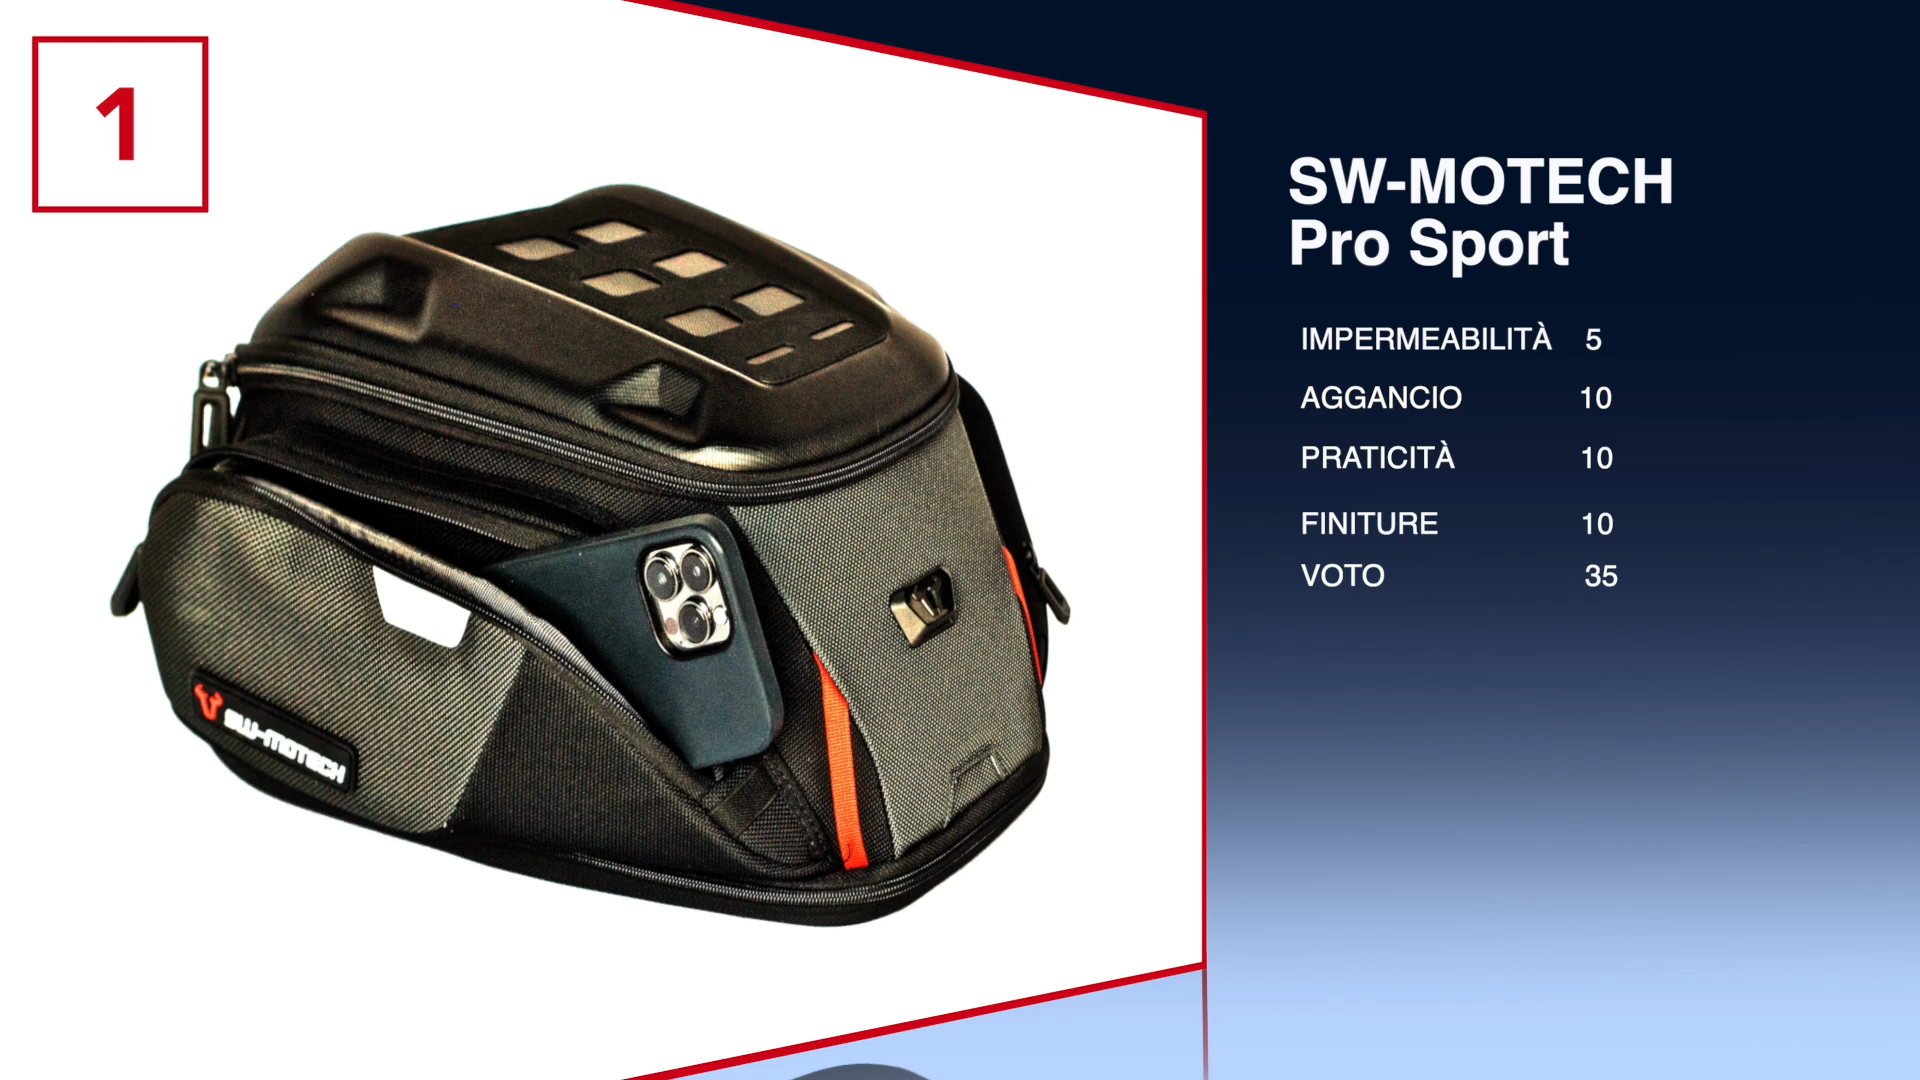 1
SW-MOTECH
Pro Sport
IMPERMEABILITÀ 5
AGGANCIO 10
PRATICITÀ 10
FINITURE 10
VOTO 35
SW-MOTECH